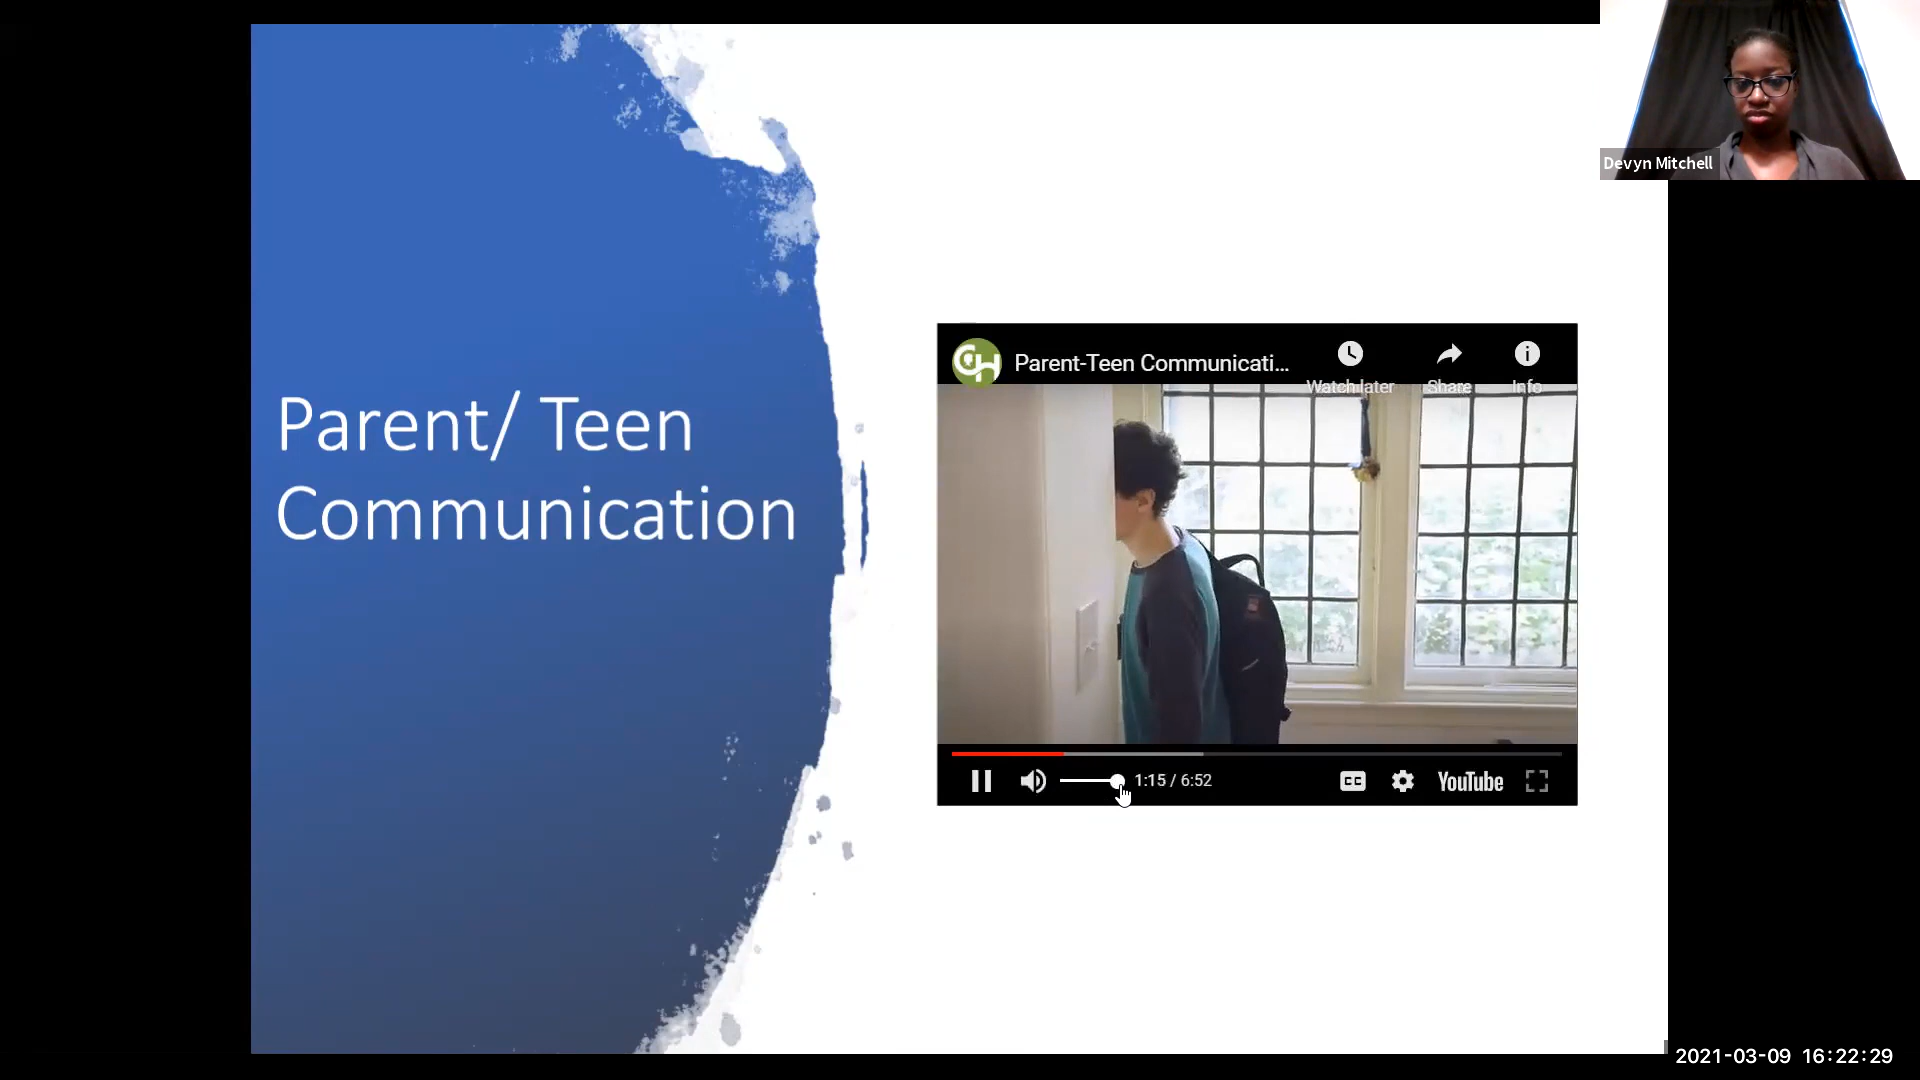 Devyn Mitchell
Parent-Teen Communicati...
Watch later
Share
Info
Parent/ Teen
Communication
1:15 / 6:52
CC
YouTube
2021-03-09 16:22:29